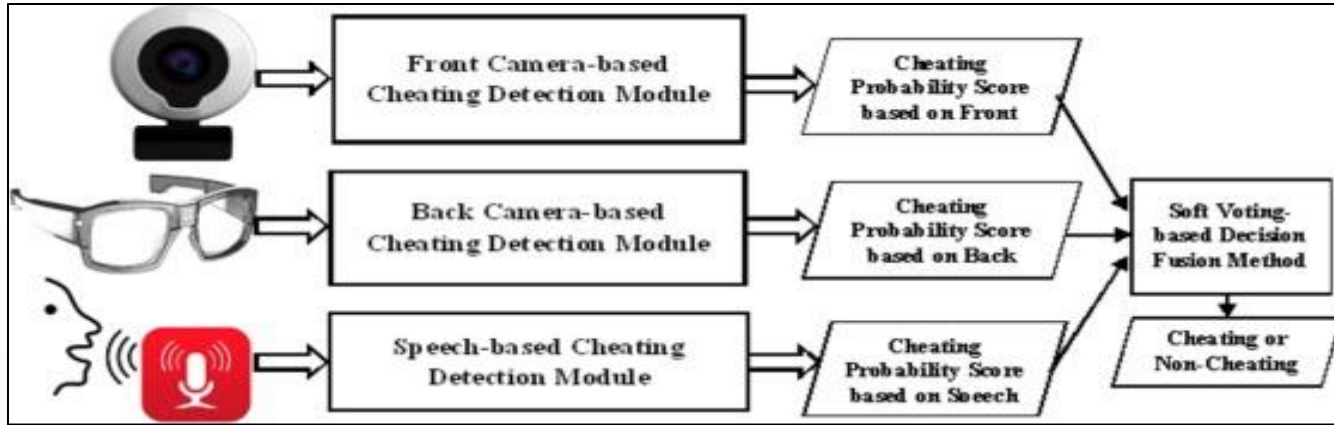 Front Camera-based
Cheating Detection Module
Cheating
Probability Score
based on Front
Back Camera-based
Cheating Detection Module
Cheating
Probability Score
based on Back
Speech-based Cheating
Detection Module
Cheating
Probability Score
based on Speech
Soft Voting-
based Decision
Fusion Method
Cheating or
Non-Cheating